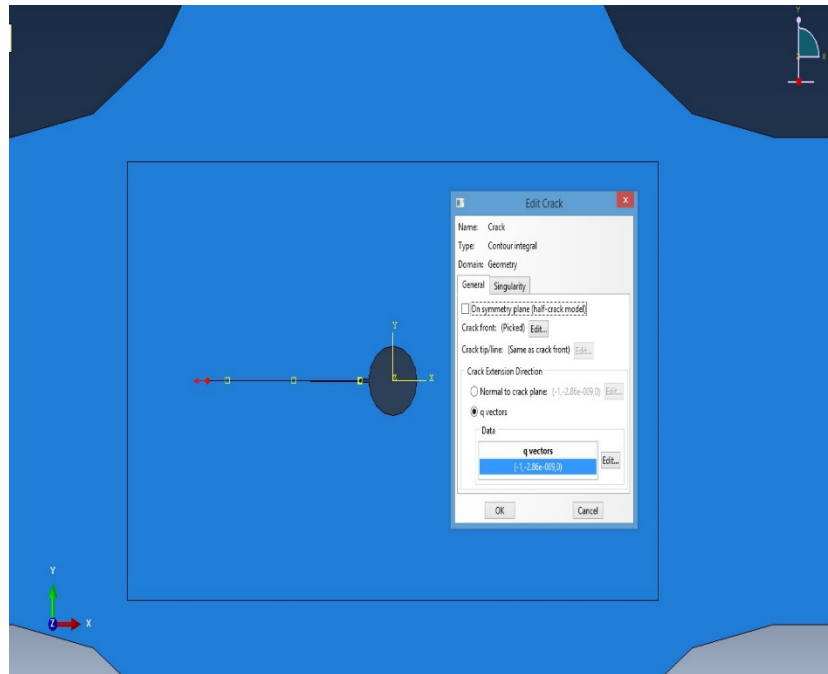 Y
X
Z
Edit Crack
X
Name: Crack
Type: Contour integral
Domain: Geometry
General Singularity
On symmetry plane (half-crack model)
Crack front: (Picked) Edit...
Crack tip/line: (Same as crack front) Edit...
Crack Extension Direction
Normal to crack plane: (-1,-2.86e-009,0) Edit...
q vectors
Data
q vectors
(-1,-2.86e-009,0)
Edit...
OK Cancel
Y
Z X
Y
Z X